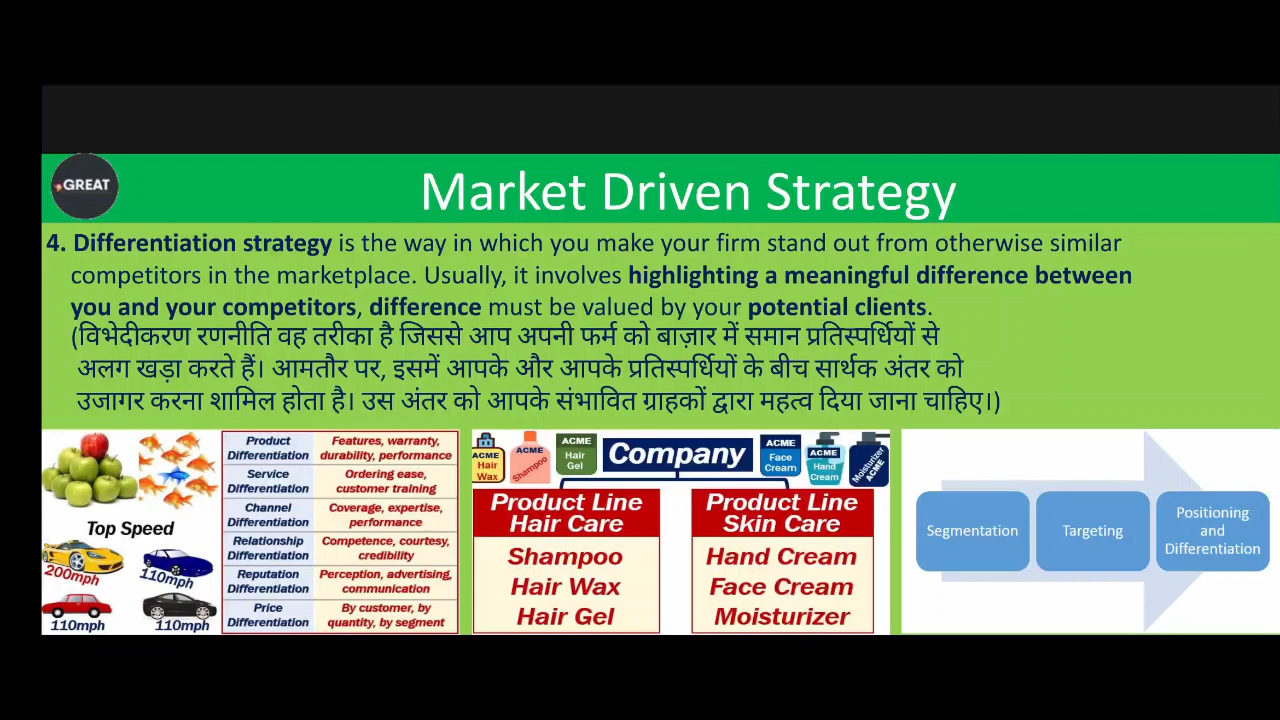 GREAT
Market Driven Strategy
4. Differentiation strategy is the way in which you make your firm stand out from otherwise similar
competitors in the marketplace. Usually, it involves highlighting a meaningful difference between
you and your competitors, difference must be valued by your potential clients.
(विभेदीकरण रणनीति वह तरीका है जिससे आप अपनी फर्म को बाज़ार में समान प्रतिस्पर्धियों से
अलग खड़ा करते हैं। आमतौर पर, इसमें आपके और आपके प्रतिस्पर्धियों के बीच सार्थक अंतर को
उजागर करना शामिल होता है। उस अंतर को आपके संभावित ग्राहकों द्वारा महत्व दिया जाना चाहिए।)
Top Speed
200mph
110mph
110mph
110mph
Product
Differentiation
Features, warranty,
durability, performance
Service
Differentiation
Ordering ease,
customer training
Channel
Differentiation
Coverage, expertise,
performance
Relationship
Differentiation
Competence, courtesy,
credibility
Reputation
Differentiation
Perception, advertising,
communication
Price
Differentiation
By customer, by
quantity, by segment
ACME
Hair
Wax
ACME
Shampoo
ACME
Hair
Gel
Company
ACME
Face
Cream
ACME
Hand
Cream
Moisturizer
ACME
Product Line
Hair Care
Shampoo
Hair Wax
Hair Gel
Product Line
Skin Care
Hand Cream
Face Cream
Moisturizer
Segmentation
Targeting
Positioning
and
Differentiation